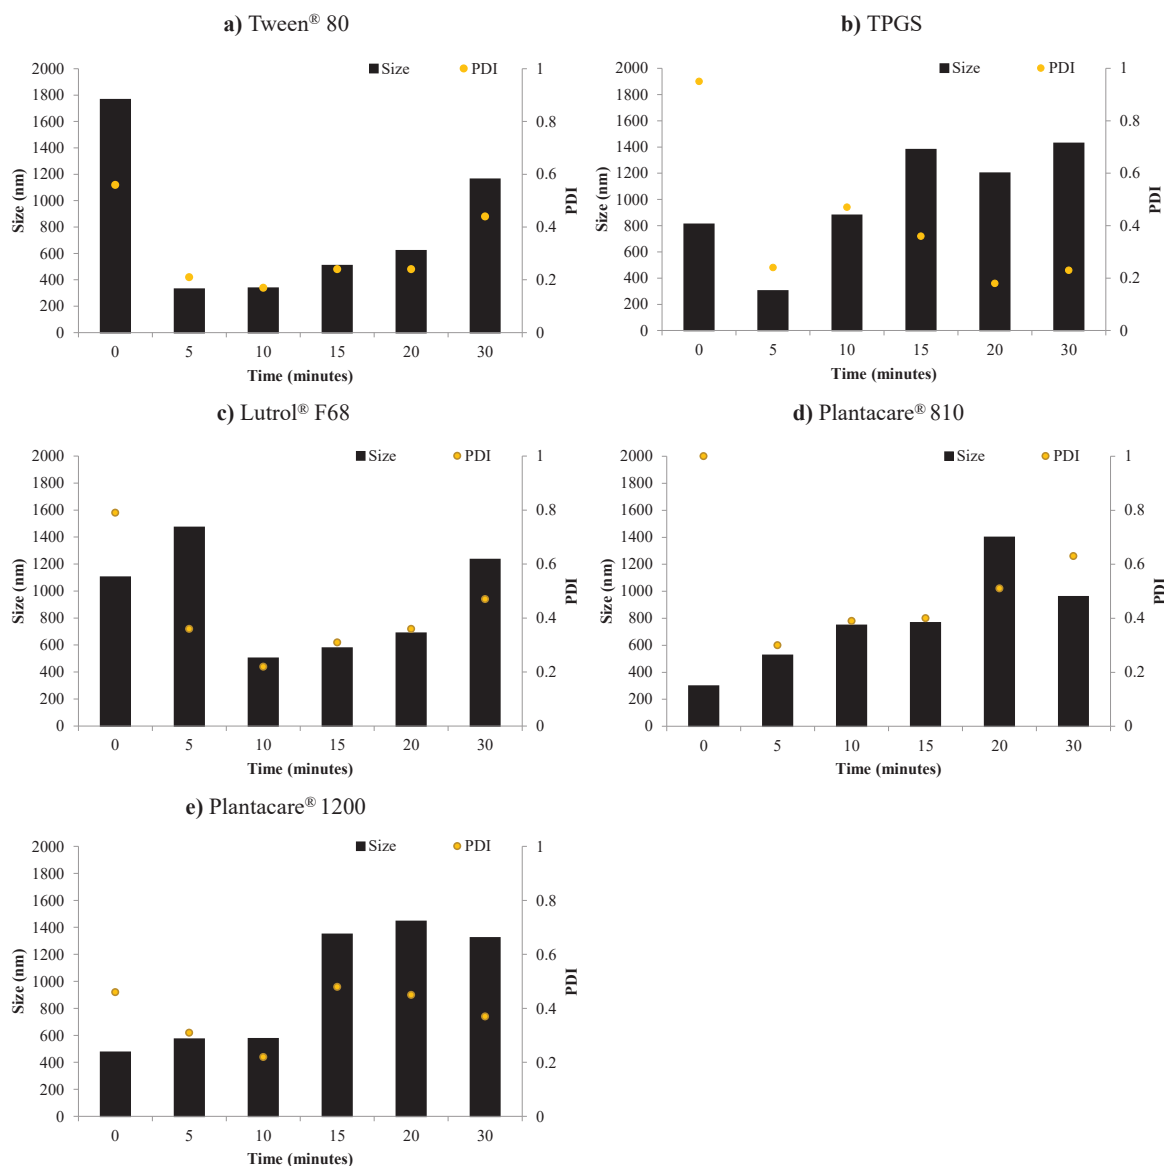 a) Tween® 80
Size PDI
2000
1800
1600
1400
1200
1000
800
600
400
200
0
Size (nm)
1
0.8
0.6
0.4
0.2
0
PDI
0 5 10 15 20 30
Time (minutes)
b) TPGS
Size PDI
2000
1800
1600
1400
1200
1000
800
600
400
200
0
Size (nm)
1
0.8
0.6
0.4
0.2
0
PDI
0 5 10 15 20 30
Time (minutes)
c) Lutrol® F68
Size PDI
2000
1800
1600
1400
1200
1000
800
600
400
200
0
Size (nm)
1
0.8
0.6
0.4
0.2
0
PDI
0 5 10 15 20 30
Time (minutes)
d) Plantacare® 810
Size PDI
2000
1800
1600
1400
1200
1000
800
600
400
200
0
Size (nm)
1
0.8
0.6
0.4
0.2
0
PDI
0 5 10 15 20 30
Time (minutes)
e) Plantacare® 1200
Size PDI
2000
1800
1600
1400
1200
1000
800
600
400
200
0
Size (nm)
1
0.8
0.6
0.4
0.2
0
PDI
0 5 10 15 20 30
Time (minutes)